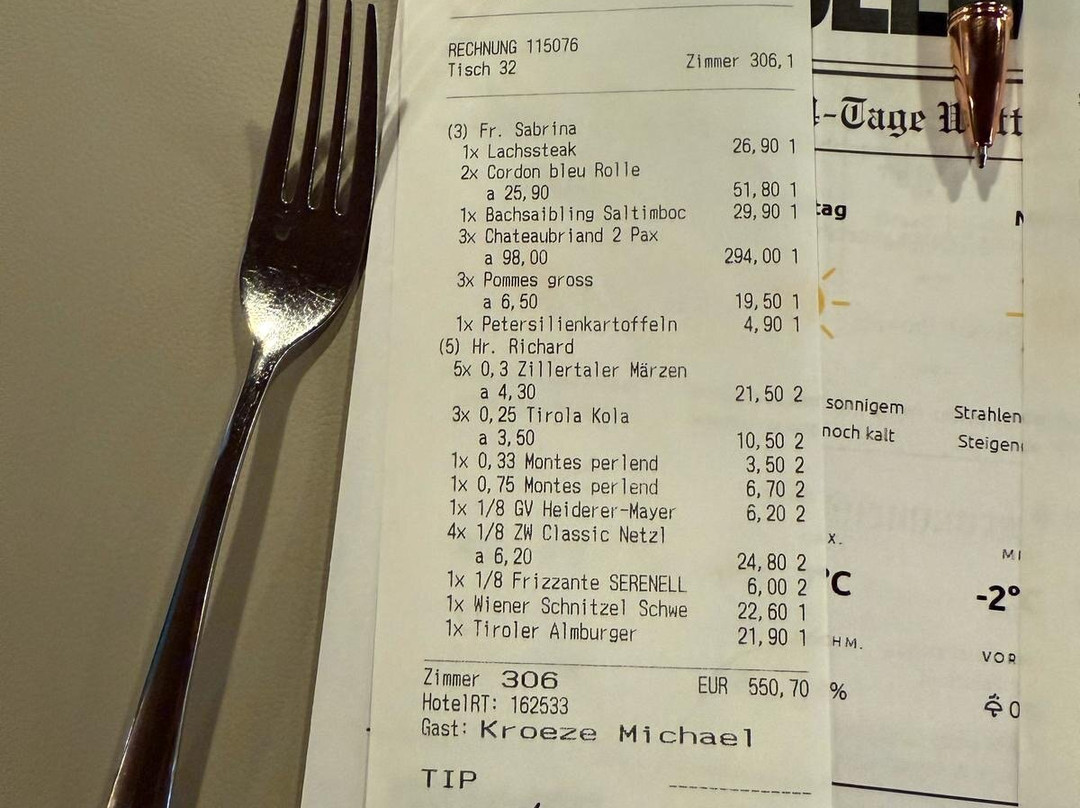 RECHNUNG 115076
Tisch 32 Zimmer 306,1
(3) Fr. Sabrina
1x Lachssteak 26,90 1
2x Cordon bleu Rolle
a 25,90 51,80 1
1x Bachsaibling Saltimboc 29,90 1
3x Chateaubriand 2 Pax
a 98,00 294,00 1
3x Pommes gross
a 6,50 19,50 1
1x Petersilienkartoffeln 4,90 1
(5) Hr. Richard
5x 0,3 Zillertaler Märzen
a 4,30 21,50 2
3x 0,25 Tirola Kola
a 3,50 10,50 2
1x 0,33 Montes perlend 3,50 2
1x 0,75 Montes perlend 6,70 2
1x 1/8 GV Heiderer-Mayer 6,20 2
4x 1/8 ZW Classic Netzl
a 6,20 24,80 2
1x 1/8 Frizzante SERENELL 6,00 2
1x Wiener Schnitzel Schwe 22,60 1
1x Tiroler Almburger 21,90 1
Zimmer 306 EUR 550,70
HotelRT: 162533
Gast: Kroeze Michael
TIP
-Tage
tag
sonnigem Strahlen
noch kalt Steigen
X. MI
°C -2°
HM. VOR
% 0